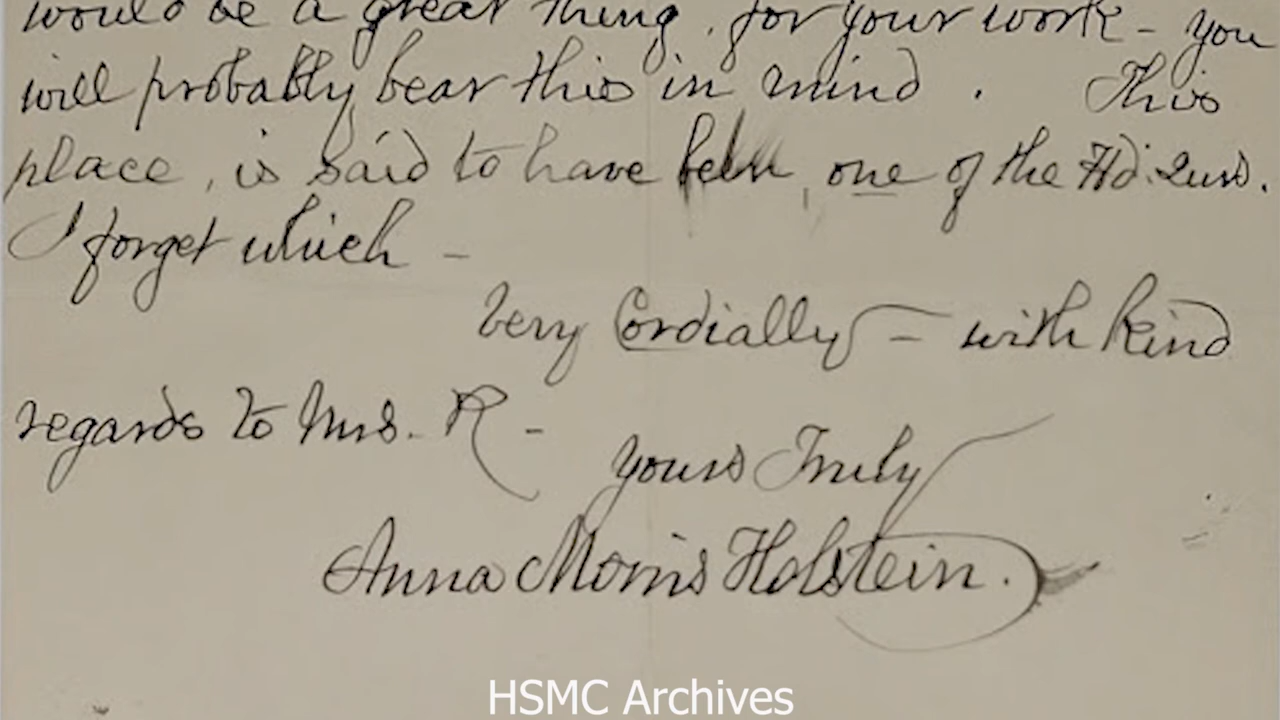 would be a great thing, for your work - you
will probably bear this in mind. This
place, is said to have been, one of the Hd. Qurs.
I forget which -
Very Cordially - with kind
regards to Mrs. R -
Yours Truly
Anna Morris Holstein.
HSMC Archives